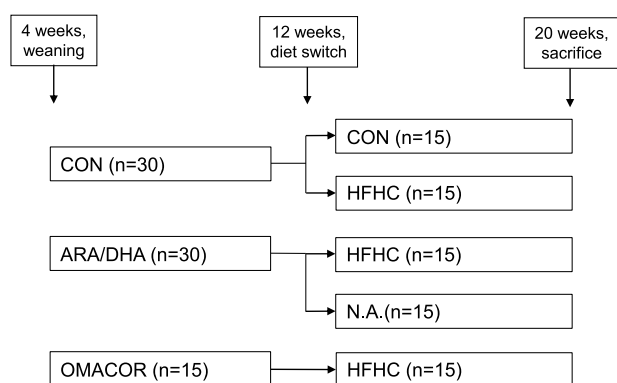 4 weeks,
weaning
12 weeks,
diet switch
20 weeks,
sacrifice
CON (n=30)
CON (n=15)
HFHC (n=15)
ARA/DHA (n=30)
HFHC (n=15)
N.A.(n=15)
OMACOR (n=15)
HFHC (n=15)